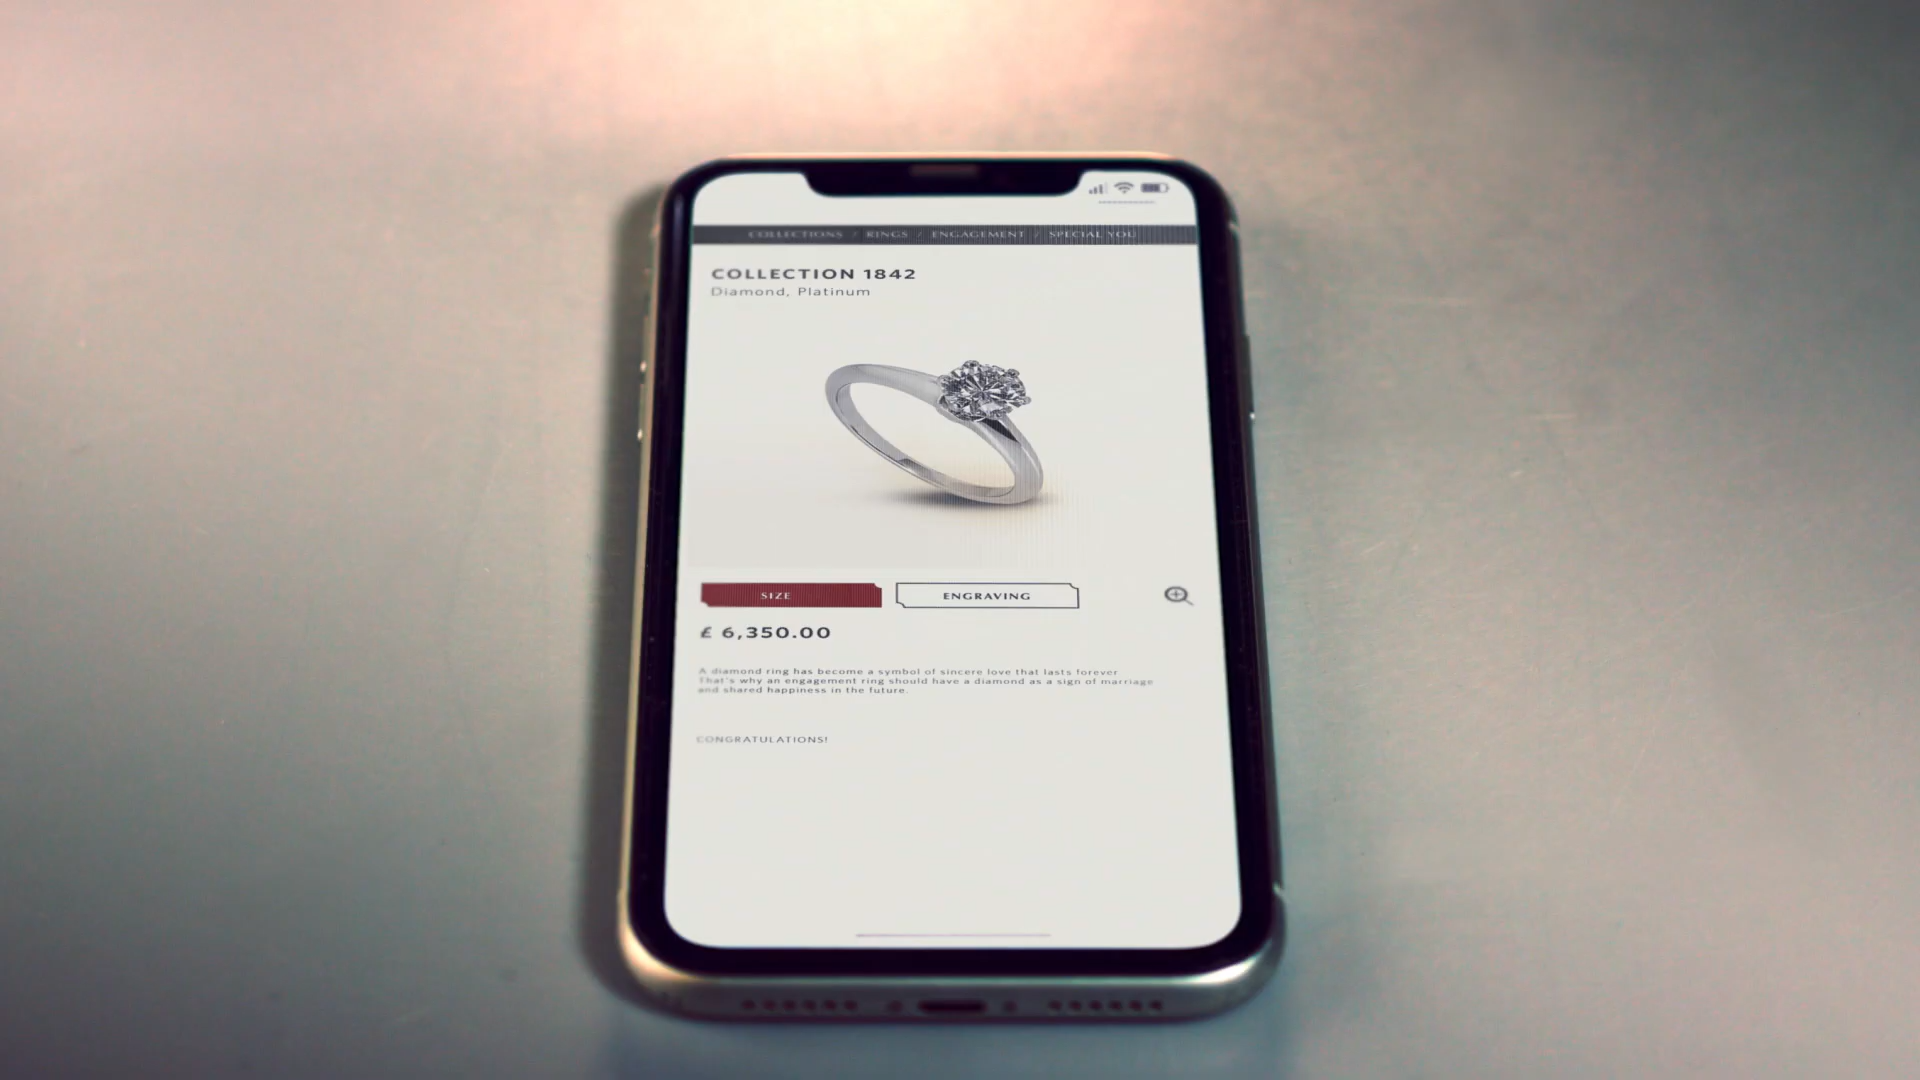 COLLECTIONS / RINGS / ENGAGEMENT / SPECIAL YOU
COLLECTION 1842
Diamond, Platinum
SIZE
ENGRAVING
£ 6,350.00
A diamond ring has become a symbol of sincere love that lasts forever
That's why an engagement ring should have a diamond as a sign of marriage
and shared happiness in the future.
CONGRATULATIONS!